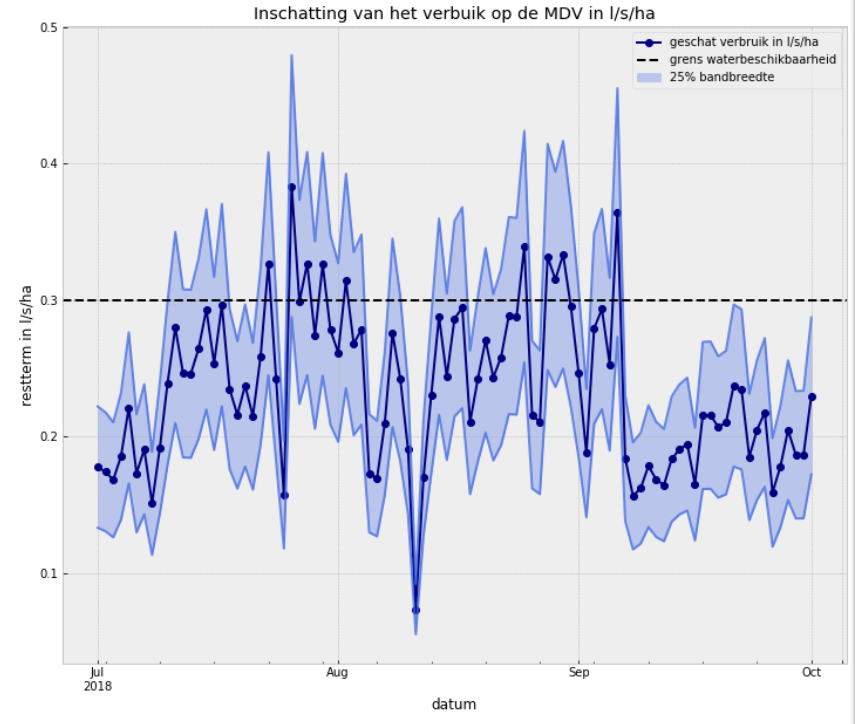 Inschatting van het verbuik op de MDV in l/s/ha
geschat verbruik in l/s/ha
grens waterbeschikbaarheid
25% bandbreedte
0.5
0.4
0.3
0.2
0.1
restterm in l/s/ha
Jul
2018
Aug
Sep
Oct
datum